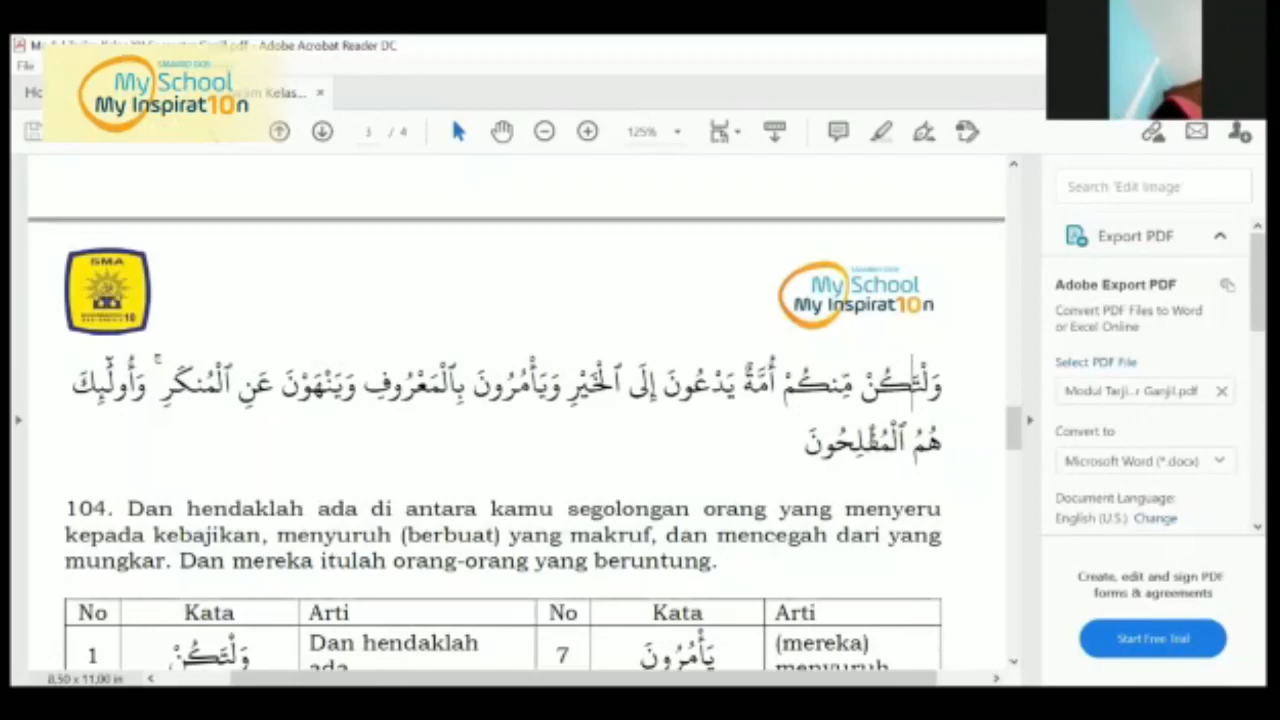 - Adobe Acrobat Reader DC
File
My School
My Inspirat10n
Kelas...
3 / 4
125%
Search 'Edit Image'
Export PDF
Adobe Export PDF
Convert PDF Files to Word
or Excel Online
Select PDF File
Modul Tarji...r Ganjil.pdf
Convert to
Microsoft Word (*.docx)
Document Language:
English (U.S.) Change
Create, edit and sign PDF
forms & agreements
Start Free Trial
SMA
10
My School
My Inspirat10n
وَلْتَكُنْ مِّنكُمْ أُمَّةٌ يَدْعُونَ إِلَى ٱلْخَيْرِ وَيَأْمُرُونَ بِٱلْمَعْرُوفِ وَيَنْهَوْنَ عَنِ ٱلْمُنكَرِ ۚ وَأُولَٰٓئِكَ
هُمُ ٱلْمُفْلِحُونَ
104. Dan hendaklah ada di antara kamu segolongan orang yang menyeru
kepada kebajikan, menyuruh (berbuat) yang makruf, dan mencegah dari yang
mungkar. Dan mereka itulah orang-orang yang beruntung.
No Kata Arti No Kata Arti
1 وَلْتَكُنْ Dan hendaklah ada 7 يَأْمُرُونَ (mereka) menyuruh
8,50 x 11,00 in